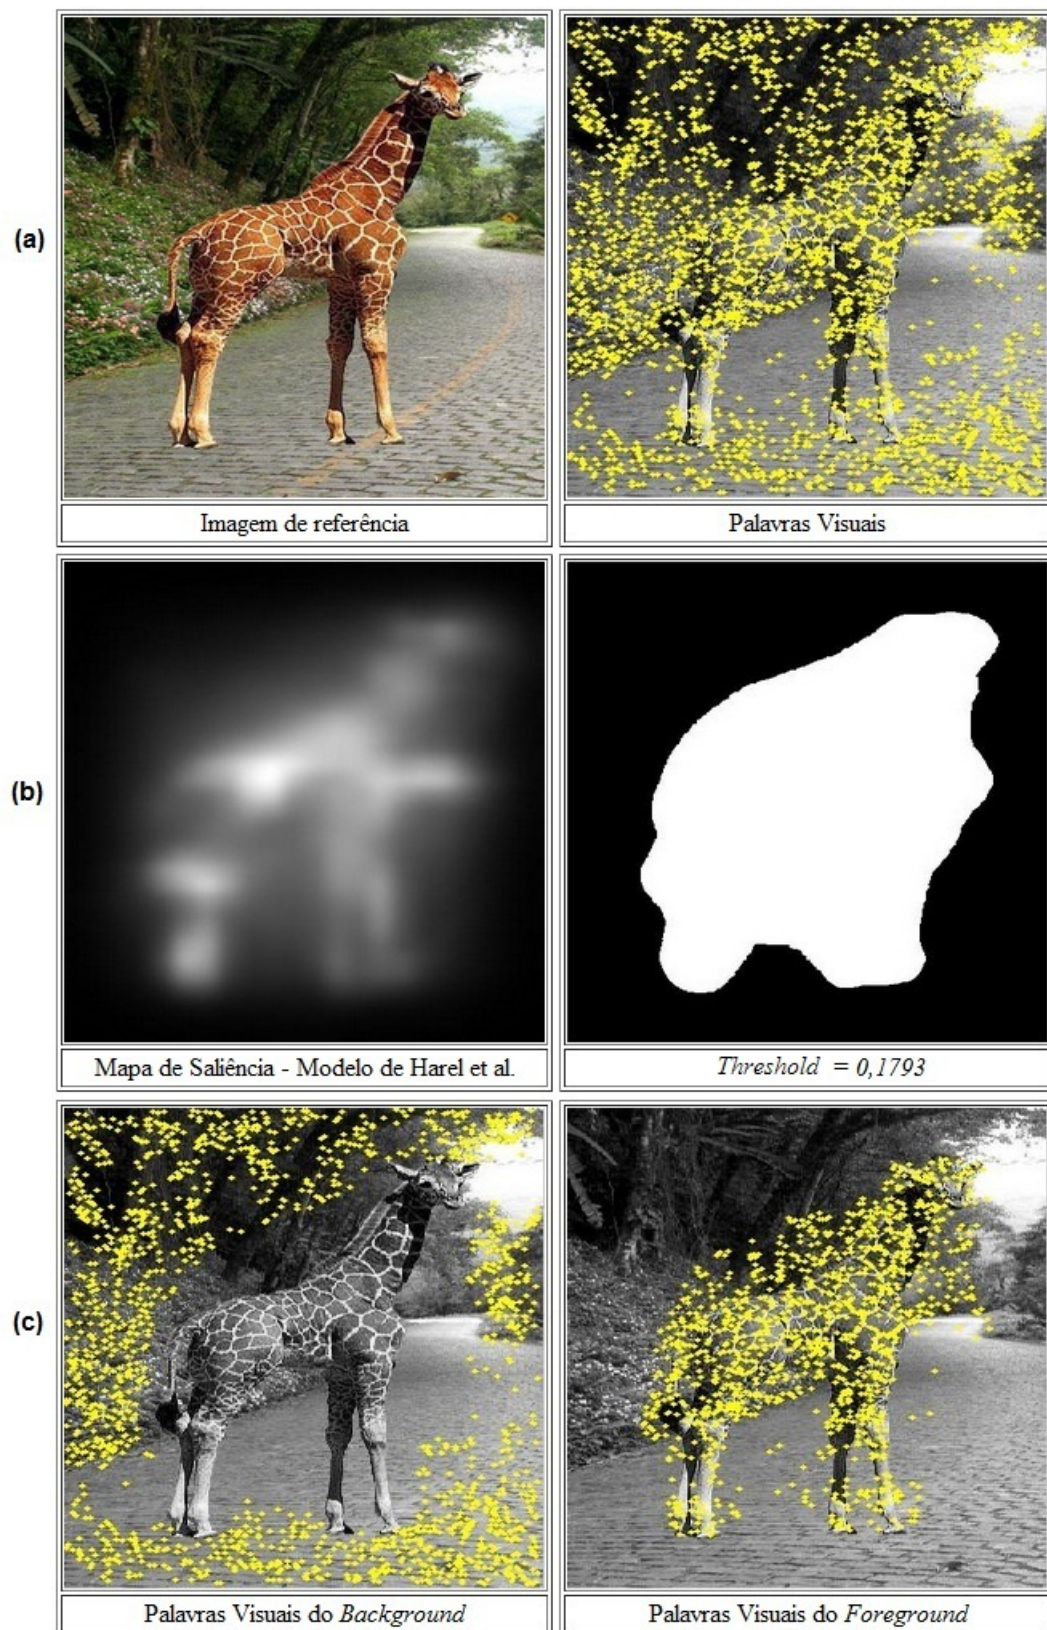 (a)
Imagem de referência
Palavras Visuais
(b)
Mapa de Saliência - Modelo de Harel et al.
Threshold = 0,1793
(c)
Palavras Visuais do Background
Palavras Visuais do Foreground